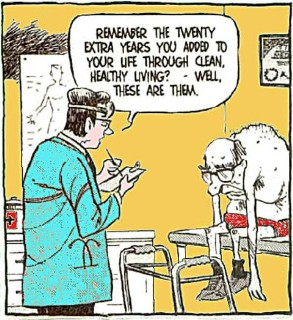 REMEMBER THE TWENTY
EXTRA YEARS YOU ADDED TO
YOUR LIFE THROUGH CLEAN,
HEALTHY LIVING? - WELL,
THESE ARE THEM.